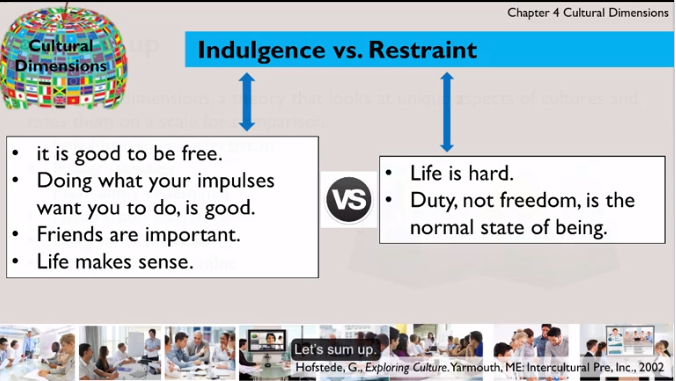 Chapter 4 Cultural Dimensions
Cultural
Dimensions
Indulgence vs. Restraint
• it is good to be free.
• Doing what your impulses
want you to do, is good.
• Friends are important.
• Life makes sense.
VS
• Life is hard.
• Duty, not freedom, is the
normal state of being.
Let's sum up.
Hofstede, G., Exploring Culture. Yarmouth, ME: Intercultural Pre, Inc., 2002